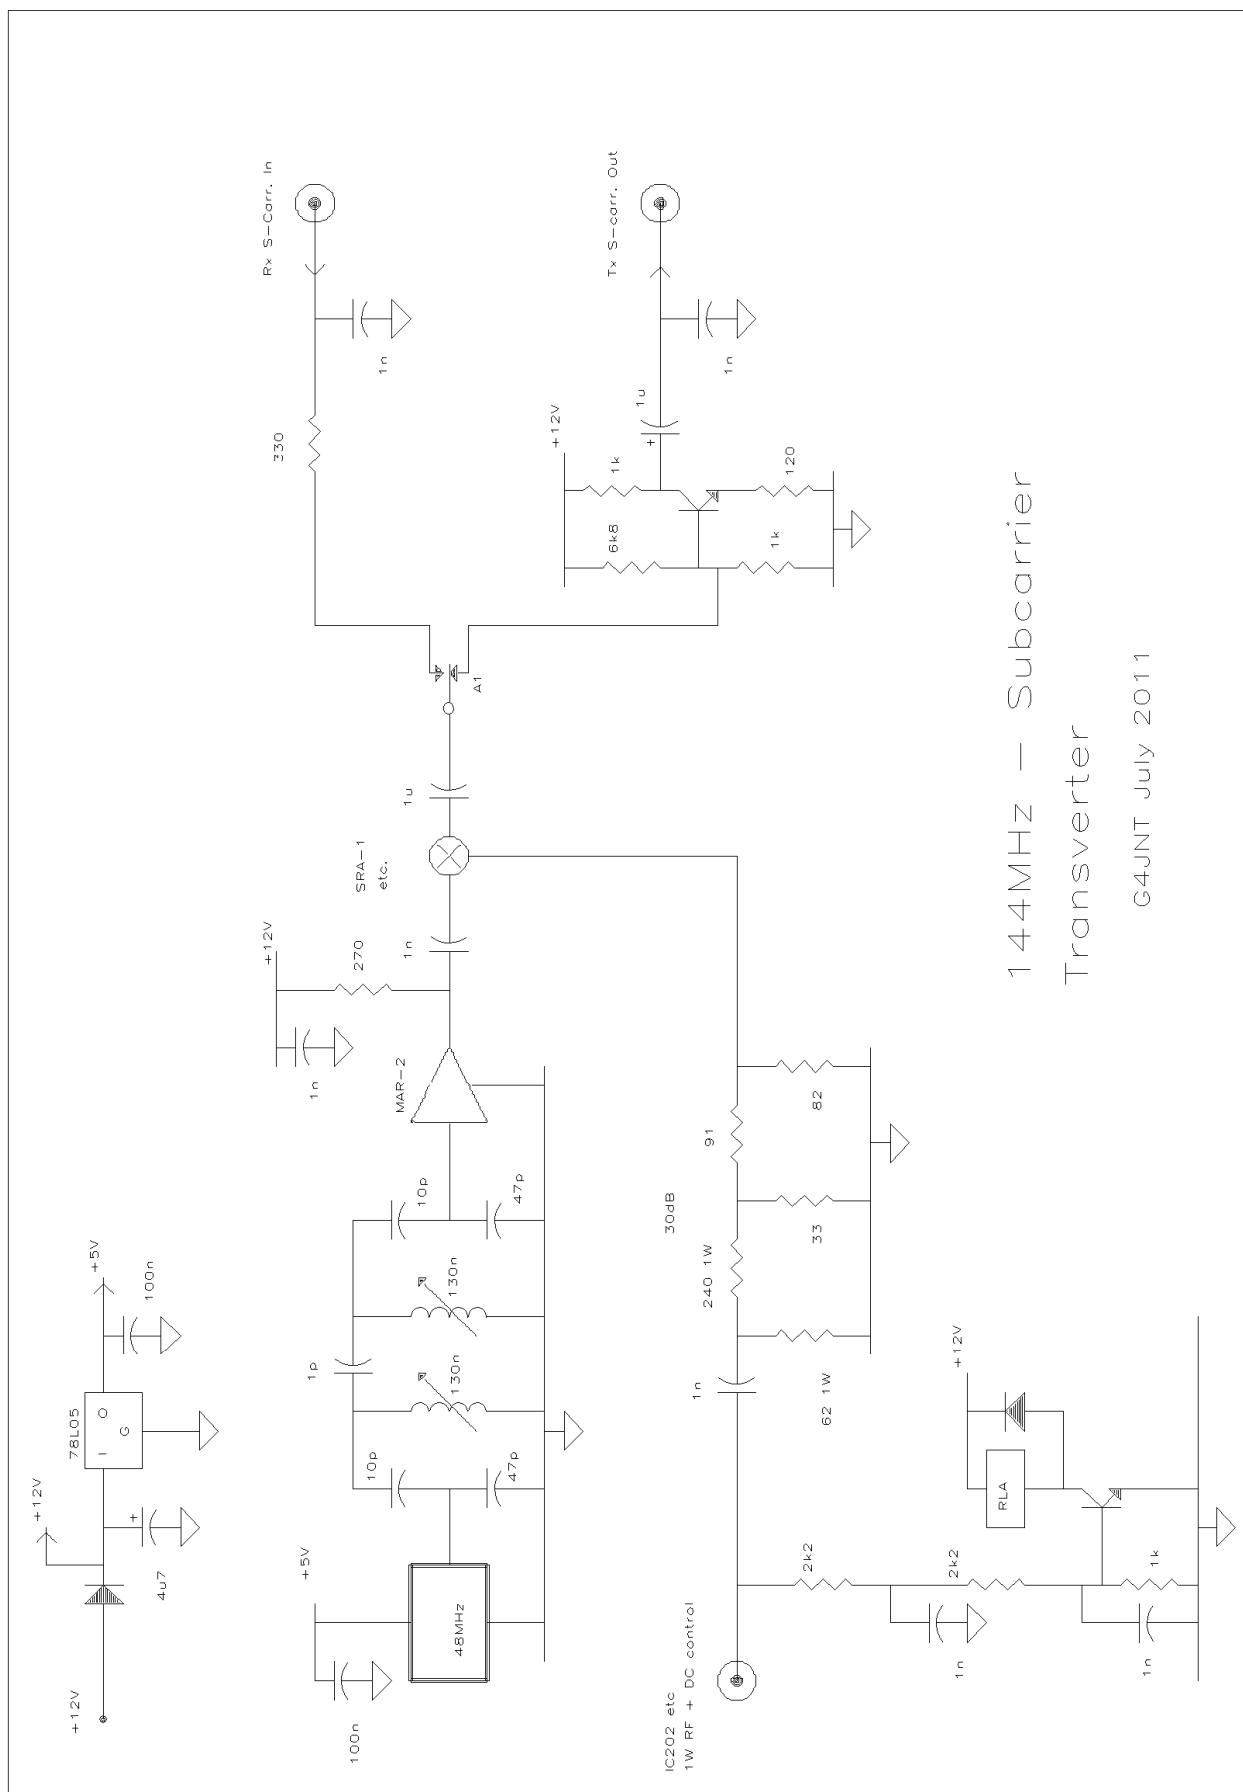 +12V
+12V
4u7
78L05
I O
G
+5V
100n
+5V
100n
48MHz
10p
47p
1p
130n
130n
10p
47p
MAR-2
+12V
1n
270
1n
SRA-1
etc.
1u
A1
330
Rx S-Carr. In
1n
+12V
6k8
1k
1k
120
+
1u
Tx S-carr. Out
1n
IC202 etc
1W RF + DC control
1n
62 1W
240 1W
30dB
33
91
82
2k2
1n
2k2
1n
1k
RLA
+12V
+
144MHz - Subcarrier
Transverter
G4JNT July 2011